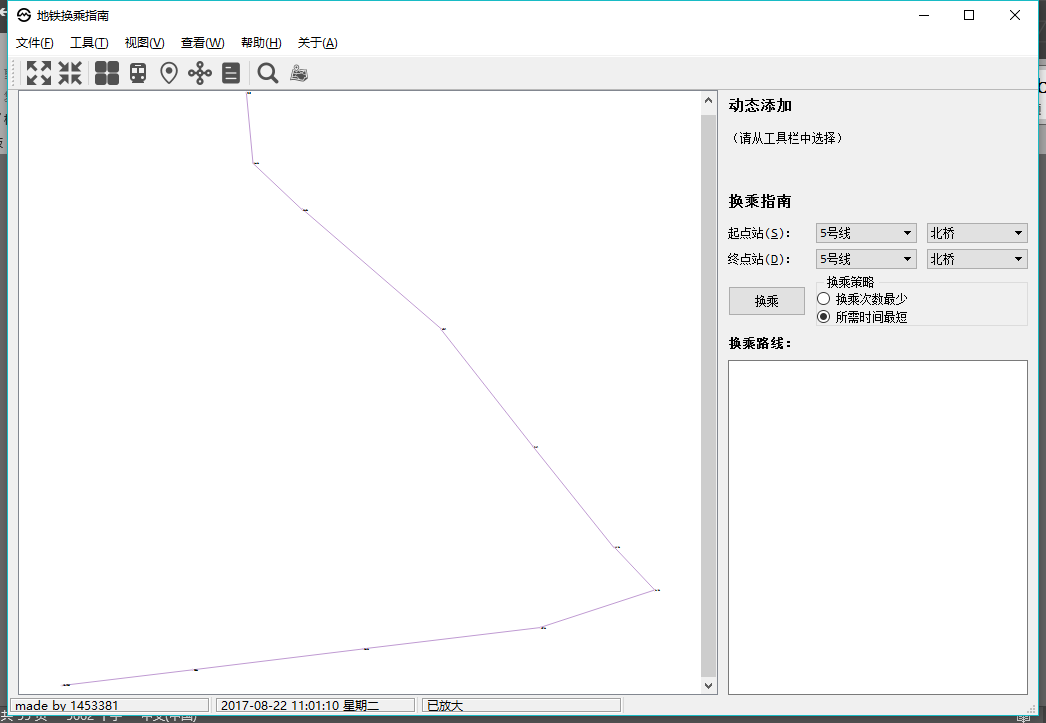 地铁换乘指南
文件(F) 工具(T) 视图(V) 查看(W) 帮助(H) 关于(A)
动态添加
（请从工具栏中选择）
换乘指南
起点站(S)： 5号线 北桥
终点站(D)： 5号线 北桥
换乘策略
换乘 换乘次数最少
所需时间最短
换乘路线：
made by 1453381 2017-08-22 11:01:10 星期二 已放大